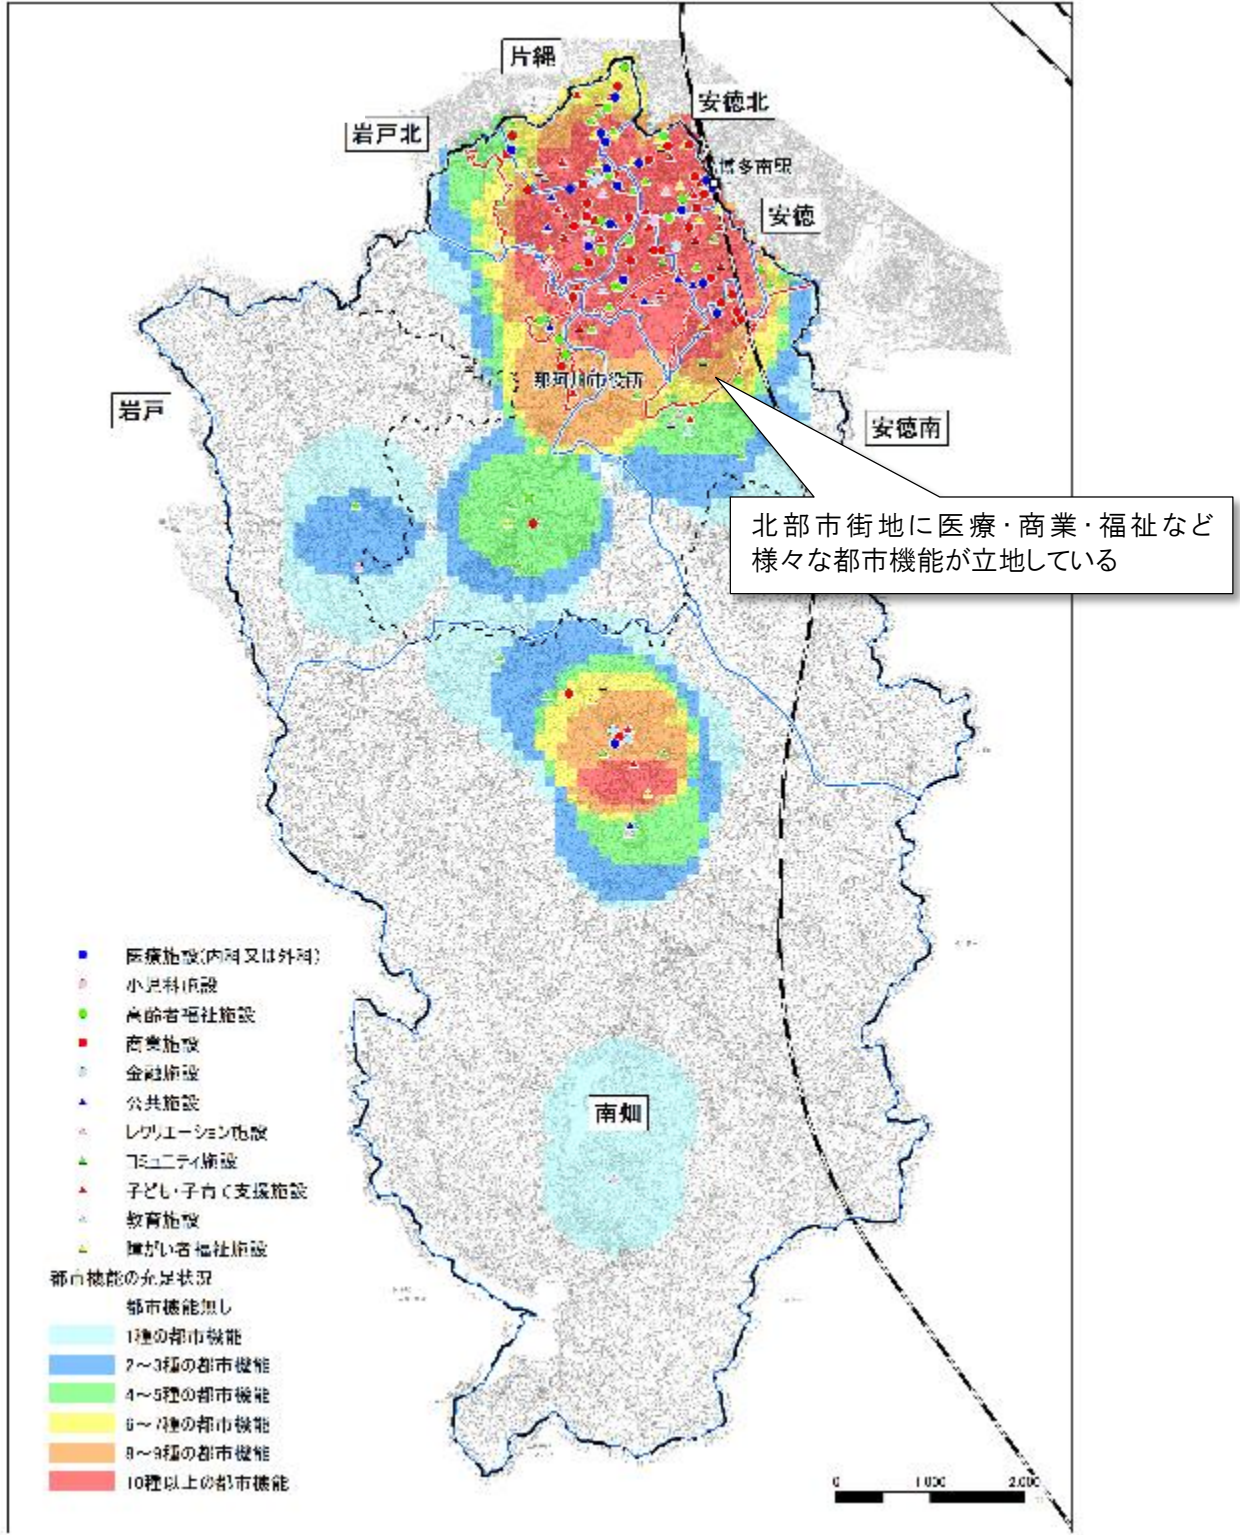 片縄
安徳北
岩戸北
博多南駅
安徳
那珂川市役所
岩戸
安徳南
北部市街地に医療・商業・福祉など
様々な都市機能が立地している
南畑
医療施設(内科又は外科)
小児科施設
高齢者福祉施設
商業施設
金融施設
公共施設
レクリエーション施設
コミュニティ施設
子ども・子育て支援施設
教育施設
障がい者福祉施設
都市機能の充足状況
都市機能無し
1種の都市機能
2～3種の都市機能
4～5種の都市機能
6～7種の都市機能
8～9種の都市機能
10種以上の都市機能
0 1,000 2,000